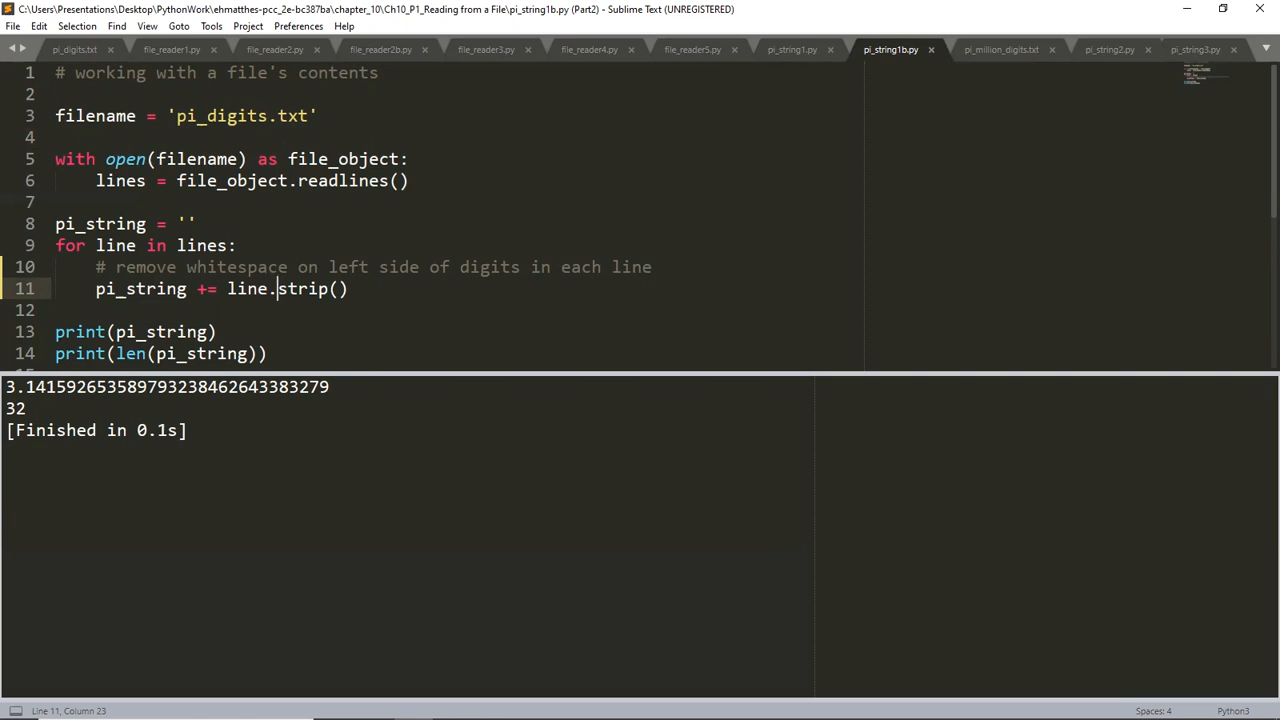 C:\Users\Presentations\Desktop\PythonWork\ehmatthes-pcc_2e-bc387ba\chapter_10\Ch10_P1_Reading from a File\pi_string1b.py (Part2) - Sublime Text (UNREGISTERED)
File Edit Selection Find View Goto Tools Project Preferences Help
pi_digits.txt file_reader1.py file_reader2.py file_reader2b.py file_reader3.py file_reader4.py file_reader5.py pi_string1.py pi_string1b.py pi_million_digits.txt pi_string2.py pi_string3.py
1 # working with a file's contents
2
3 filename = 'pi_digits.txt'
4
5 with open(filename) as file_object:
6 lines = file_object.readlines()
7
8 pi_string = ''
9 for line in lines:
10 # remove whitespace on left side of digits in each line
11 pi_string += line.strip()
12
13 print(pi_string)
14 print(len(pi_string))
3.141592653589793238462643383279
32
[Finished in 0.1s]
Line 11, Column 23 Spaces: 4 Python3